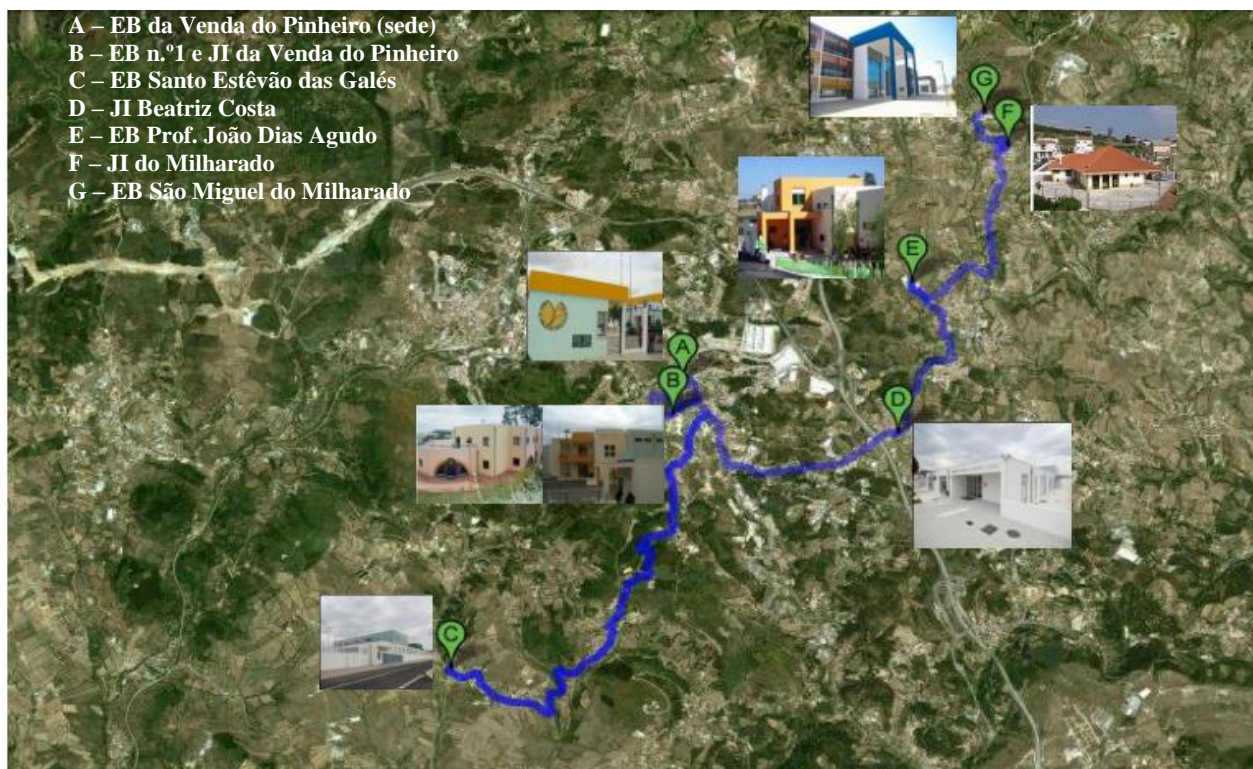 A – EB da Venda do Pinheiro (sede)
B – EB n.º1 e JI da Venda do Pinheiro
C – EB Santo Estêvão das Galés
D – JI Beatriz Costa
E – EB Prof. João Dias Agudo
F – JI do Milharado
G – EB São Miguel do Milharado
G
F
E
A
B
D
C